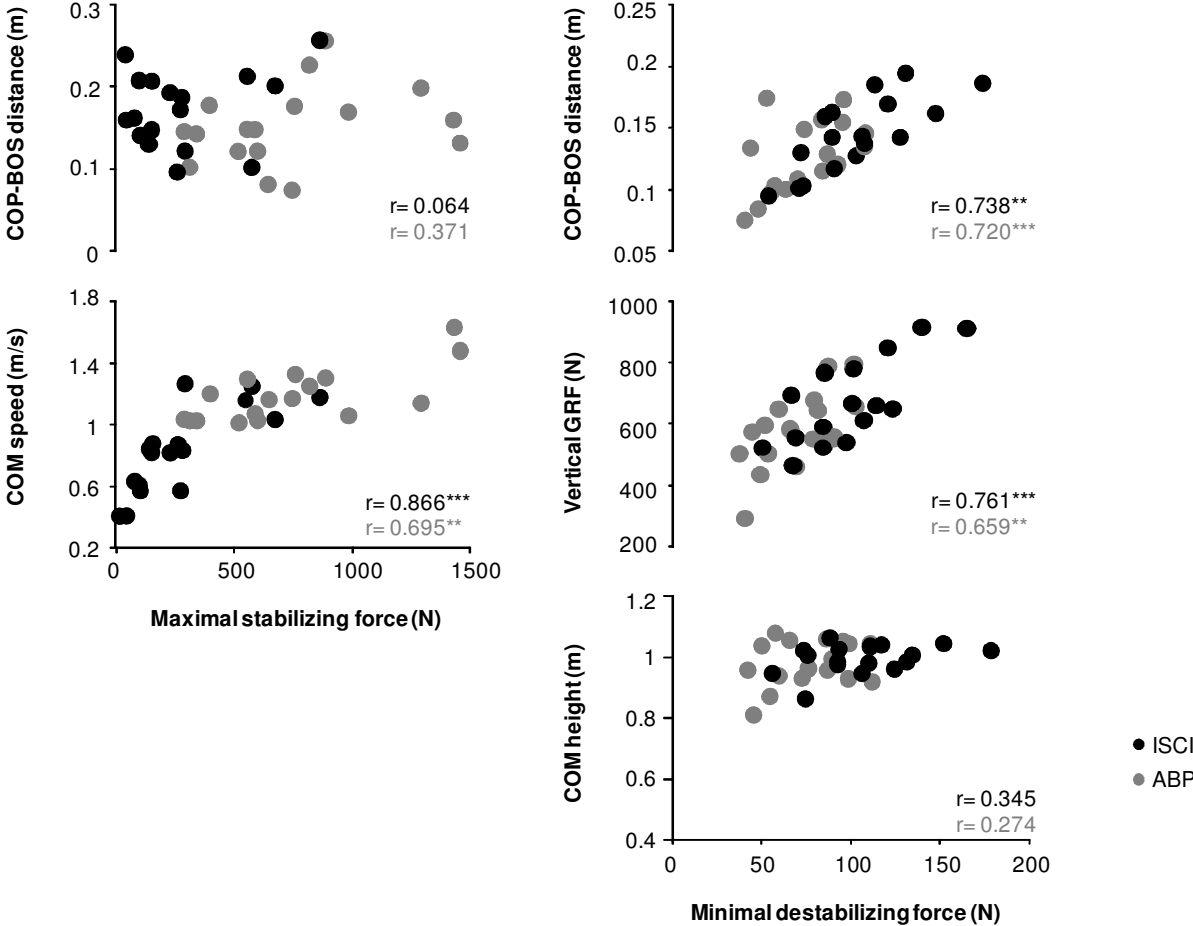 COP-BOS distance (m)
0.3
0.2
0.1
0
r= 0.064
r= 0.371
COM speed (m/s)
1.8
1.4
1
0.6
0.2
r= 0.866***
r= 0.695**
0 500 1000 1500
Maximal stabilizing force (N)
COP-BOS distance (m)
0.25
0.2
0.15
0.1
0.05
r= 0.738**
r= 0.720***
Vertical GRF (N)
1000
800
600
400
200
r= 0.761***
r= 0.659**
COM height (m)
1.2
1
0.8
0.6
0.4
r= 0.345
r= 0.274
0 50 100 150 200
Minimal destabilizing force (N)
ISCI
ABP